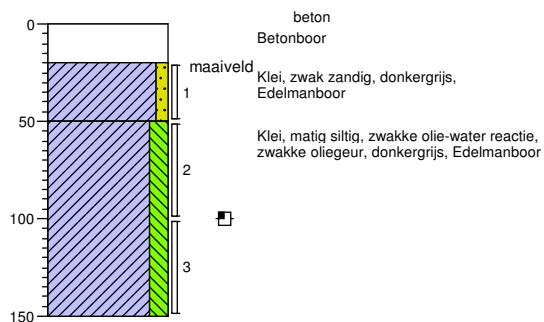 beton
0
Betonboor
maaiveld
Klei, zwak zandig, donkergrijs,
Edelmanboor
1
50
Klei, matig siltig, zwakke olie-water reactie,
zwakke oliegeur, donkergrijs, Edelmanboor
2
100
3
150